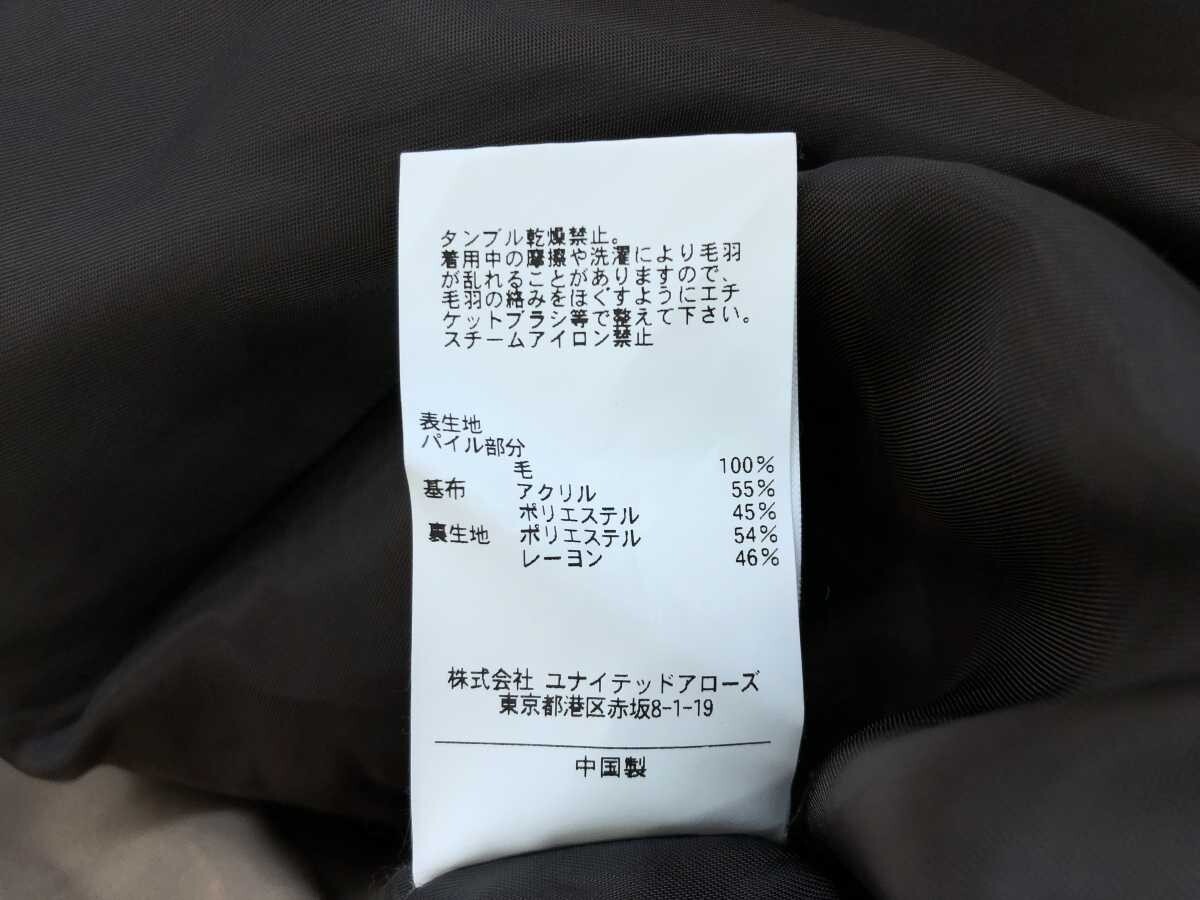 タンブル乾燥禁止。
着用中の摩擦や洗濯により毛羽
が乱れることがありますので、
毛羽の絡みをほぐすようにエチ
ケットブラシ等で整えて下さい。
スチームアイロン禁止
表生地
パイル部分
毛 100%
基布 アクリル 55%
ポリエステル 45%
裏生地 ポリエステル 54%
レーヨン 46%
株式会社 ユナイテッドアローズ
東京都港区赤坂8-1-19
中国製